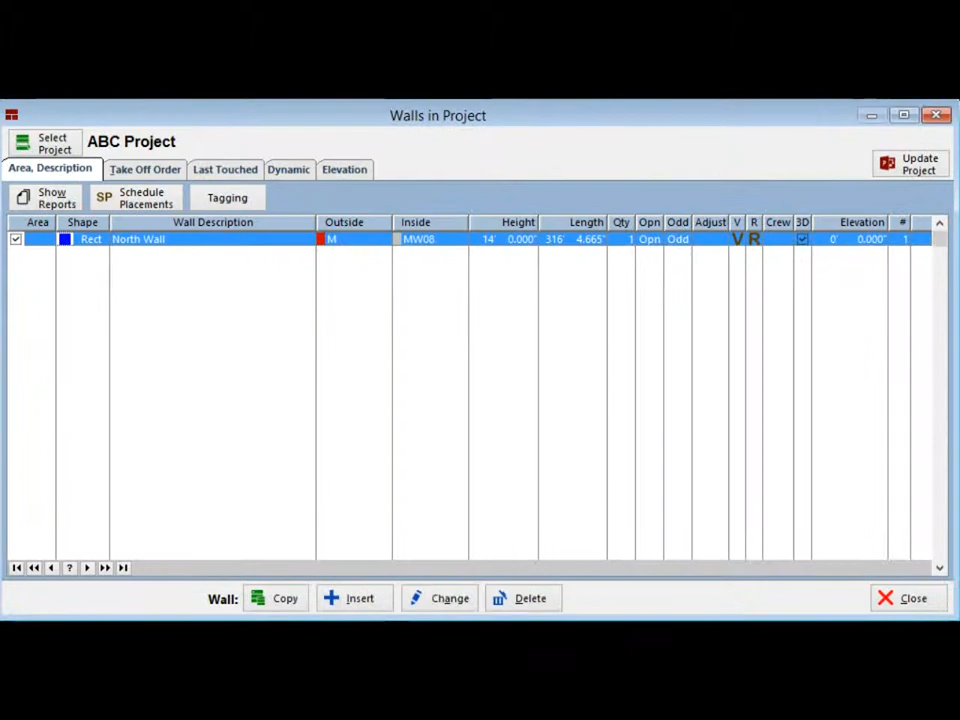 Walls in Project
Select Project
ABC Project
Update Project
Area, Description Take Off Order Last Touched Dynamic Elevation
Show Reports
SP Schedule Placements
Tagging
Area Shape Wall Description Outside Inside Height Length Qty Opn Odd Adjust V R Crew 3D Elevation #
Rect North Wall M MW08 14' 0.000" 316' 4.665" 1 Opn Odd V R 0' 0.000" 1
?
Wall: Copy Insert Change Delete Close